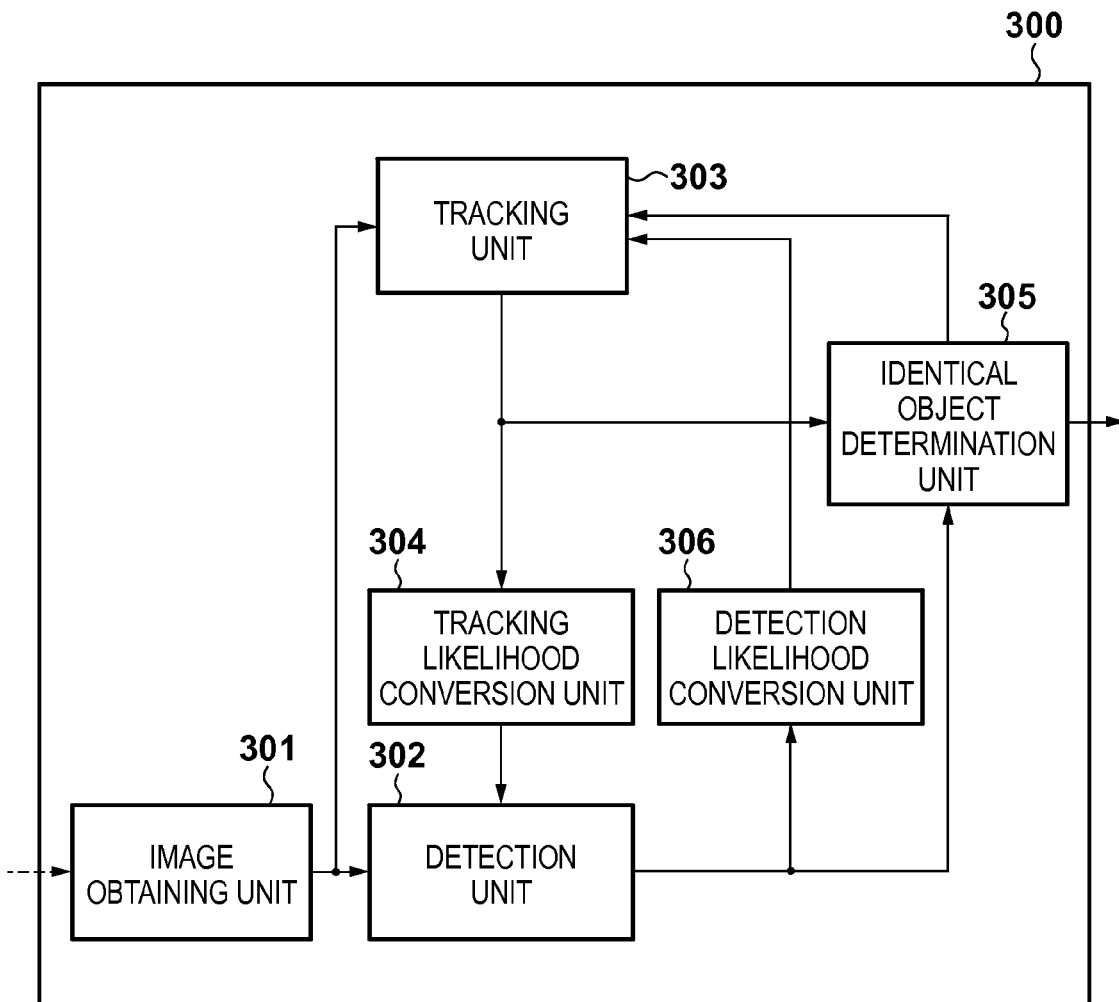 300
303
TRACKING
UNIT
305
IDENTICAL
OBJECT
DETERMINATION
UNIT
304
TRACKING
LIKELIHOOD
CONVERSION UNIT
306
DETECTION
LIKELIHOOD
CONVERSION UNIT
301
IMAGE
OBTAINING UNIT
302
DETECTION
UNIT